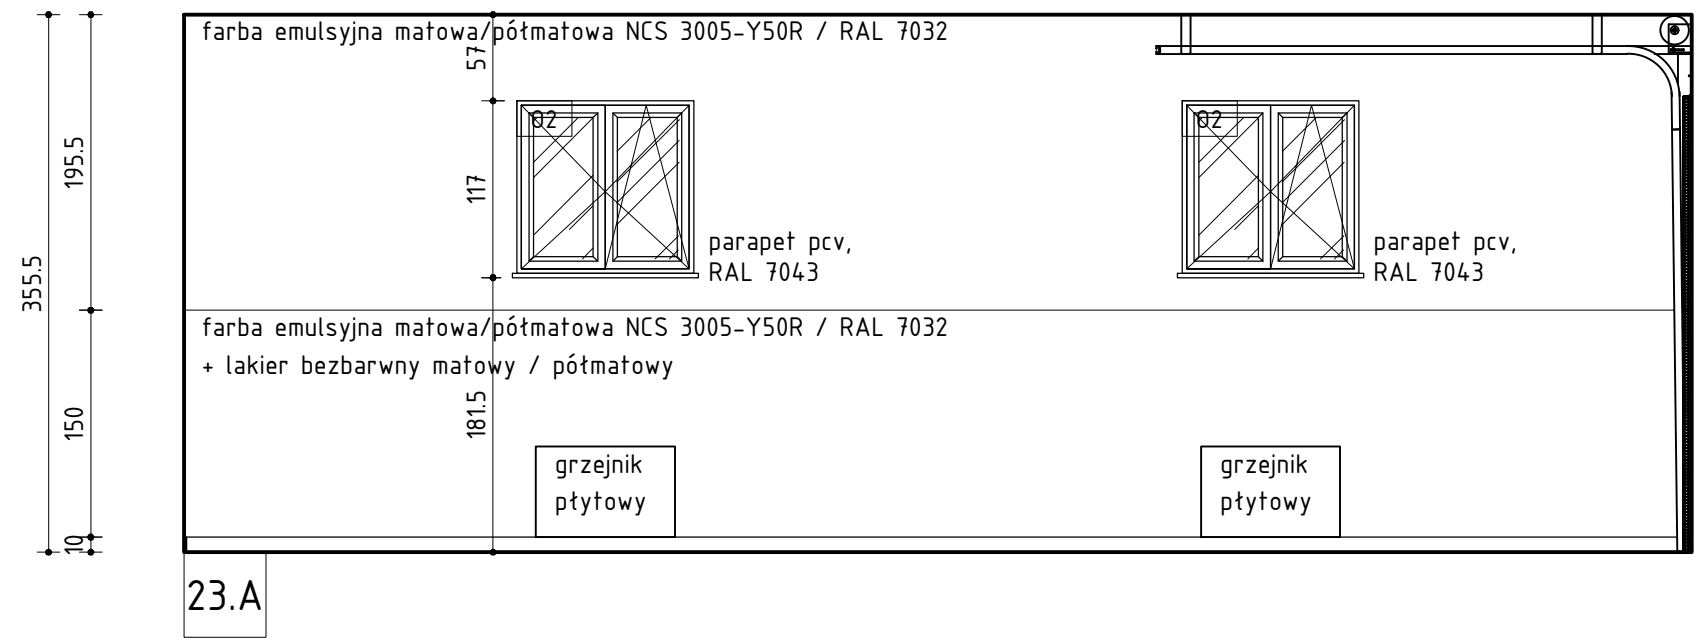 farba emulsyjna matowa/półmatowa NCS 3005-Y50R / RAL 7032
57
O2
O2
195.5
117
parapet pcv,
RAL 7043
parapet pcv,
RAL 7043
355.5
farba emulsyjna matowa/półmatowa NCS 3005-Y50R / RAL 7032
+ lakier bezbarwny matowy / półmatowy
150
181.5
grzejnik
płytowy
grzejnik
płytowy
10
23.A